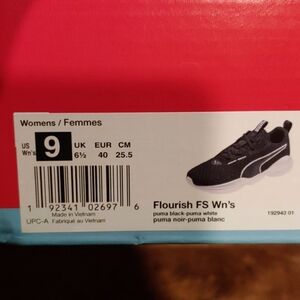 Womens / Femmes
US Wn's 9 UK 6½ EUR 40 CM 25.5
1 92341 02697 6
UPC-A Made in Vietnam
Fabriqué au Vietnam
Flourish FS Wn's
puma black-puma white
puma noir-puma blanc
192943 01